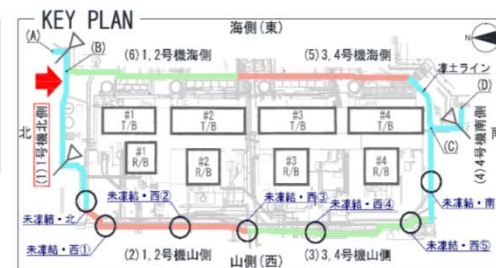 KEY PLAN
海側(東)
N
(A)
(B)
(6)1,2号機海側
(5)3,4号機海側
凍土ライン
(D)
北
(1)1号機北側
#1
T/B
#2
T/B
#3
T/B
#4
T/B
南
(C)
(4)4号機南側
#1
R/B
#2
R/B
#3
R/B
#4
R/B
未凍結・北
未凍結・西①
未凍結・西②
未凍結・西③
未凍結・西④
未凍結・南
未凍結・西⑤
(2)1,2号機山側
(3)3,4号機山側
山側(西)